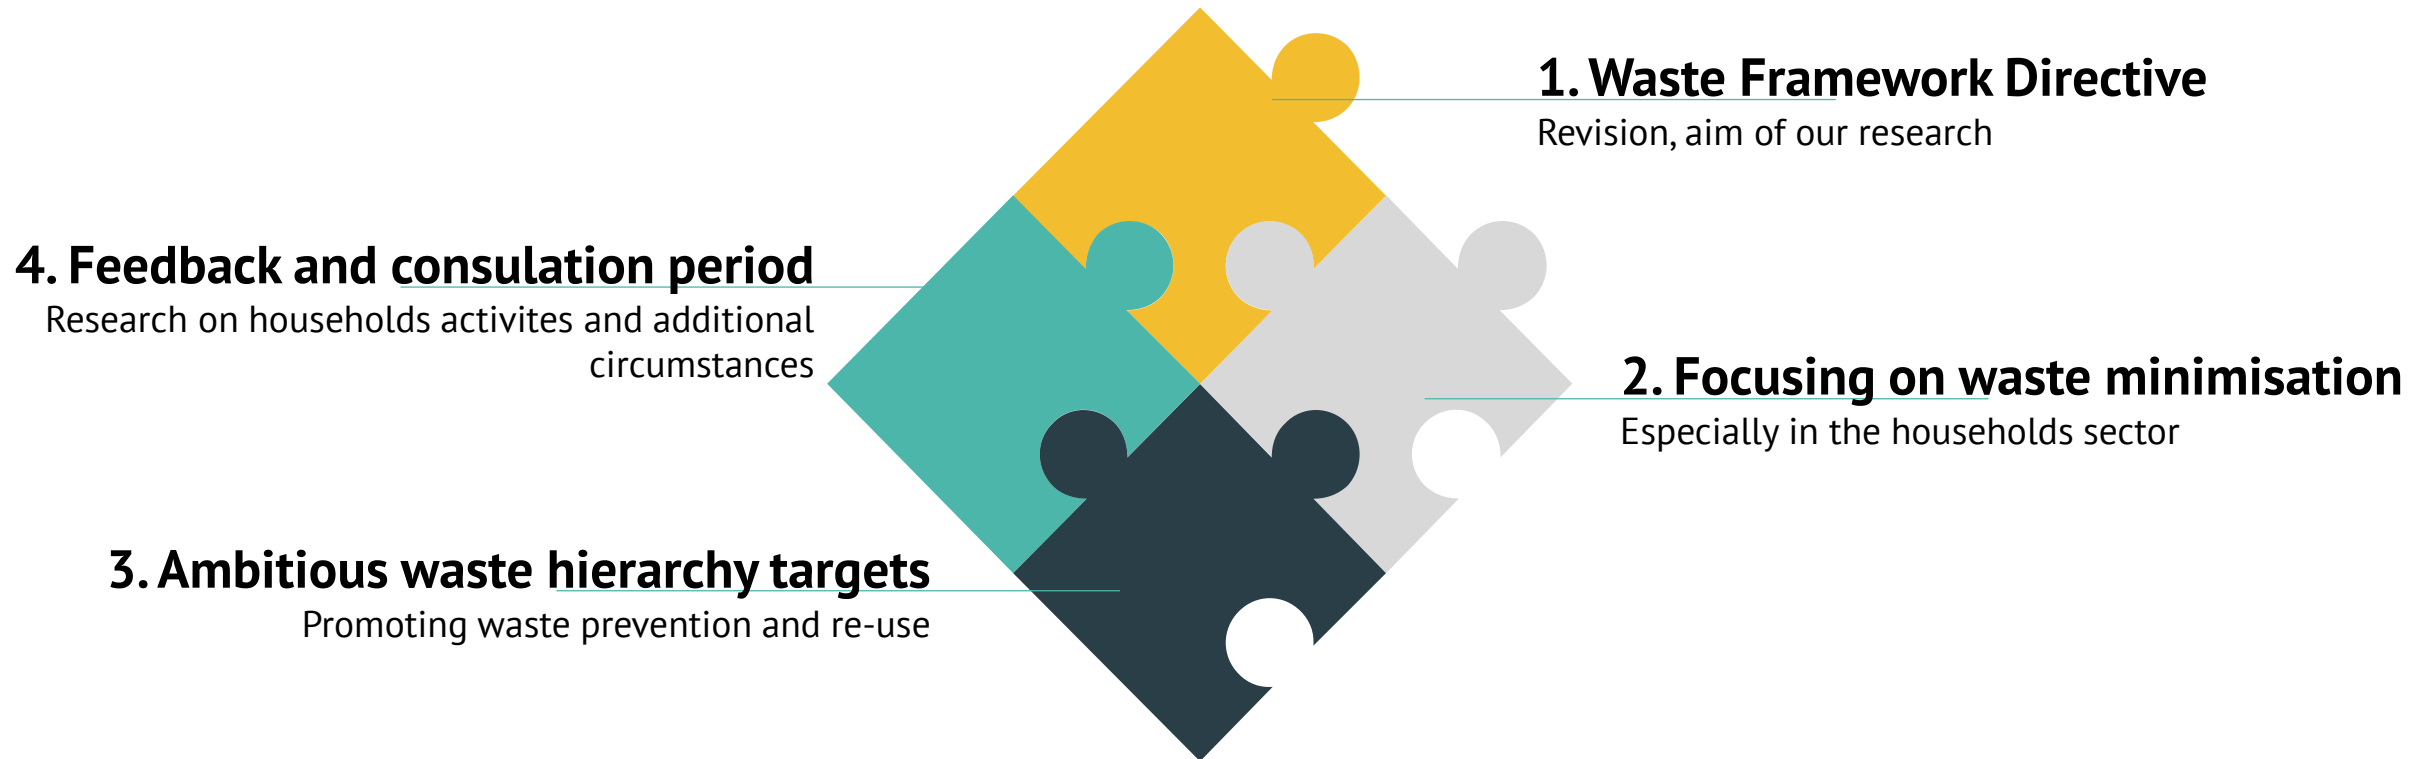 1. Waste Framework Directive
Revision, aim of our research
2. Focusing on waste minimisation
Especially in the households sector
3. Ambitious waste hierarchy targets
Promoting waste prevention and re-use
4. Feedback and consulation period
Research on households activites and additional
circumstances